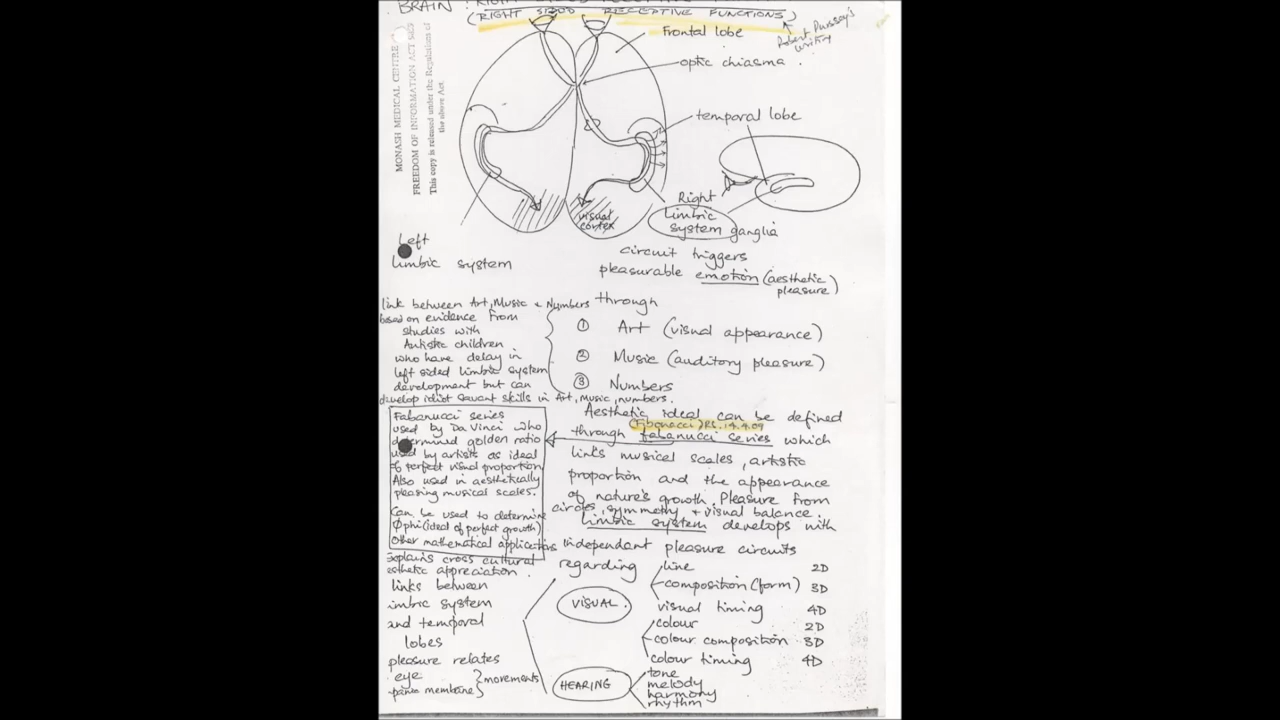 BRAIN :
(RIGHT SIDED RECEPTIVE FUNCTIONS)
Robert Pursssey's
writing
MONASH MEDICAL CENTRE
FREEDOM OF INFORMATION ACT
This copy is released under the Regulations of
the above Act.
Frontal lobe
optic chiasma
temporal lobe
Right
visual
cortex
limbic
system ganglia
Left
limbic system
circuit triggers
pleasurable emotion (aesthetic
pleasure)
link between Art, Music & Numbers
based on evidence from
studies with
Autistic children
who have delay in
left sided limbic system
development but can
develop idiot savant skills in Art, music, numbers.
through
① Art (visual appearance)
② Music (auditory pleasure)
③ Numbers
Fabanucci series
used by Da Vinci who
determined golden ratio
used by artists as ideal
of perfect visual proportion
Also used in aesthetically
pleasing musical scales.
Can be used to determine
Φ phi (ideal of perfect growth)
Other mathematical applications
Explains cross cultural
esthetic appreciation.
Aesthetic ideal can be defined
(Fibonacci) RS. 14.4.09
through fabanucci series which
links musical scales, artistic
proportion and the appearance
of nature's growth. Pleasure from
circles, symmetry + visual balance.
Limbic system develops with
independant pleasure circuits
regarding
links between
imbic system
and temporal
lobes
pleasure relates
eye
membrane
movements
VISUAL
line 2D
composition (form) 3D
visual timing 4D
colour 2D
colour composition 3D
colour timing 4D
HEARING
tone
melody
harmony
rhythm